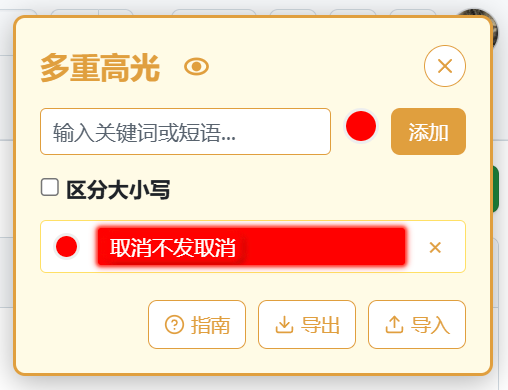 多重高光
输入关键词或短语...
添加
区分大小写
取消不发取消
指南
导出
导入